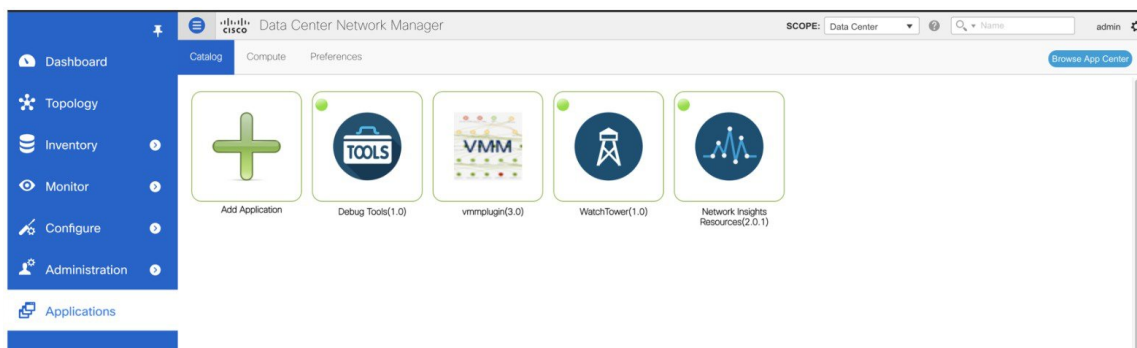 cisco Data Center Network Manager SCOPE: Data Center Name admin
Catalog Compute Preferences Browse App Center
Dashboard
Topology
Inventory
Monitor
Configure
Administration
Applications
TOOLS VMM
Add Application Debug Tools(1.0) vmmplugin(3.0) WatchTower(1.0) Network Insights
Resources(2.0.1)